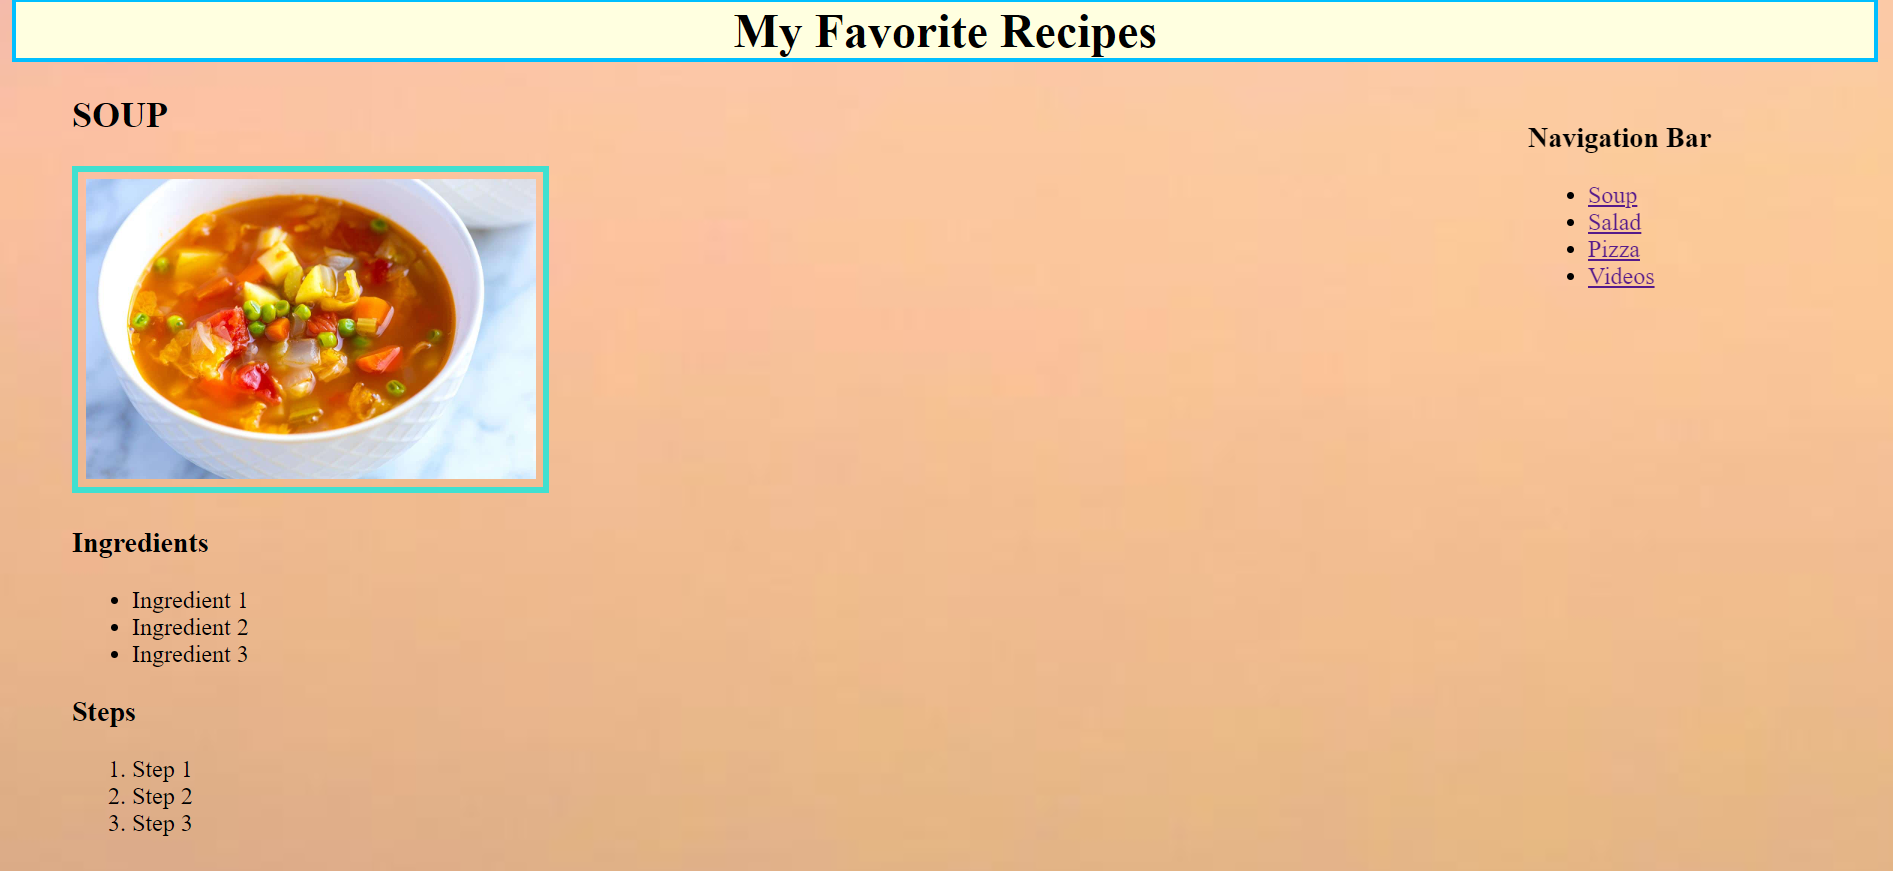 My Favorite Recipes
SOUP
Ingredients
• Ingredient 1
• Ingredient 2
• Ingredient 3
Steps
1. Step 1
2. Step 2
3. Step 3
Navigation Bar
• Soup
• Salad
• Pizza
• Videos